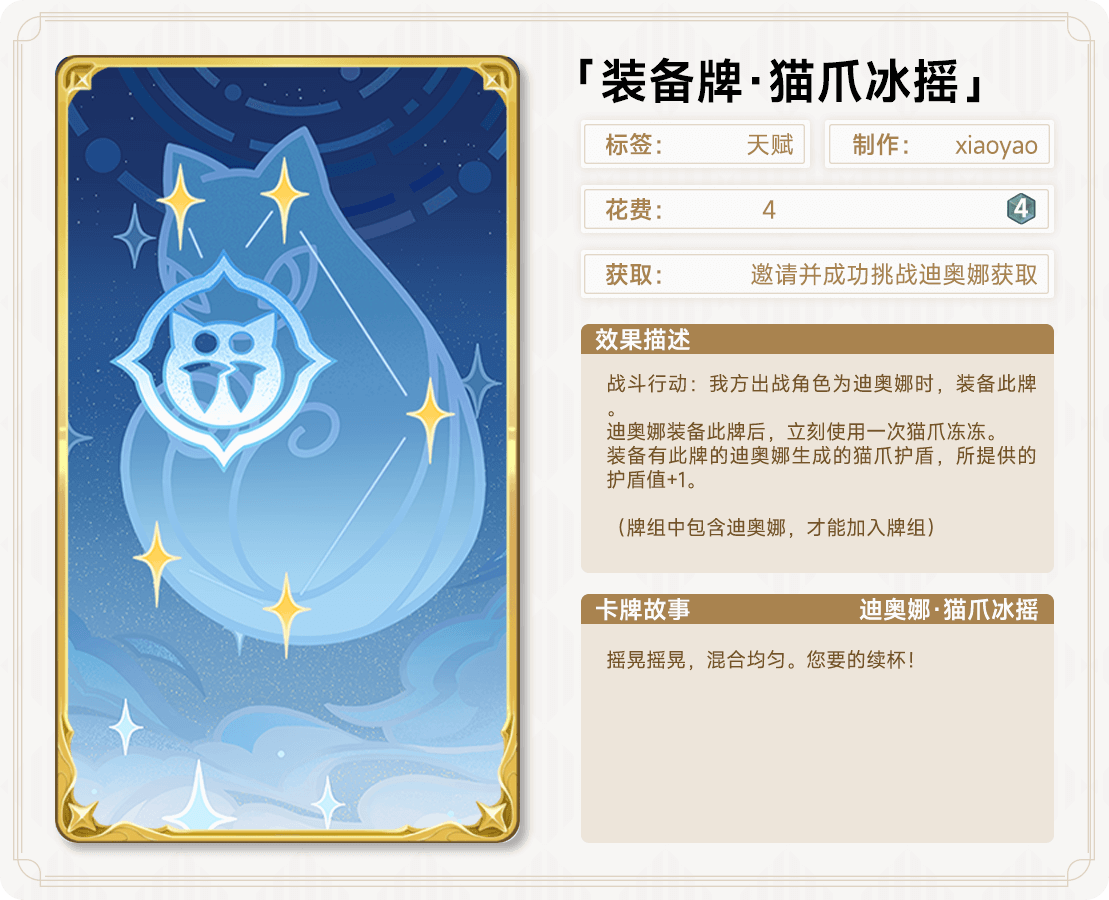 「装备牌·猫爪冰摇」
标签： 天赋 制作： xiaoyao
花费： 4 4
获取： 邀请并成功挑战迪奥娜获取
效果描述
战斗行动：我方出战角色为迪奥娜时，装备此牌
。
迪奥娜装备此牌后，立刻使用一次猫爪冻冻。
装备有此牌的迪奥娜生成的猫爪护盾，所提供的
护盾值+1。
（牌组中包含迪奥娜，才能加入牌组）
卡牌故事 迪奥娜·猫爪冰摇
摇晃摇晃，混合均匀。您要的续杯！